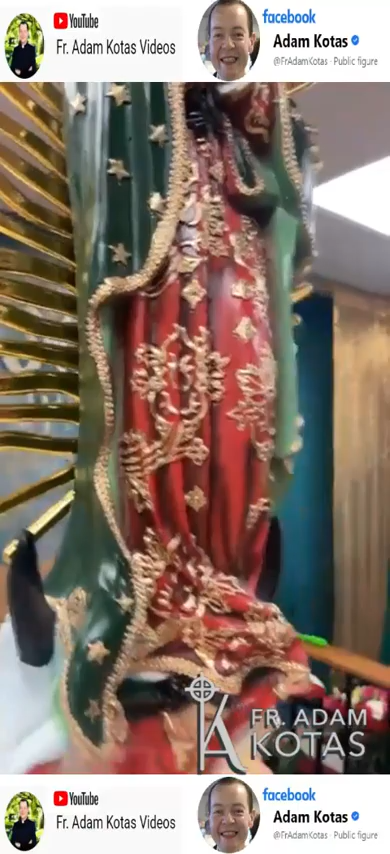 YouTube
Fr. Adam Kotas Videos
facebook
Adam Kotas
@FrAdamKotas · Public figure
FR. ADAM
KOTAS
YouTube
Fr. Adam Kotas Videos
facebook
Adam Kotas
@FrAdamKotas · Public figure